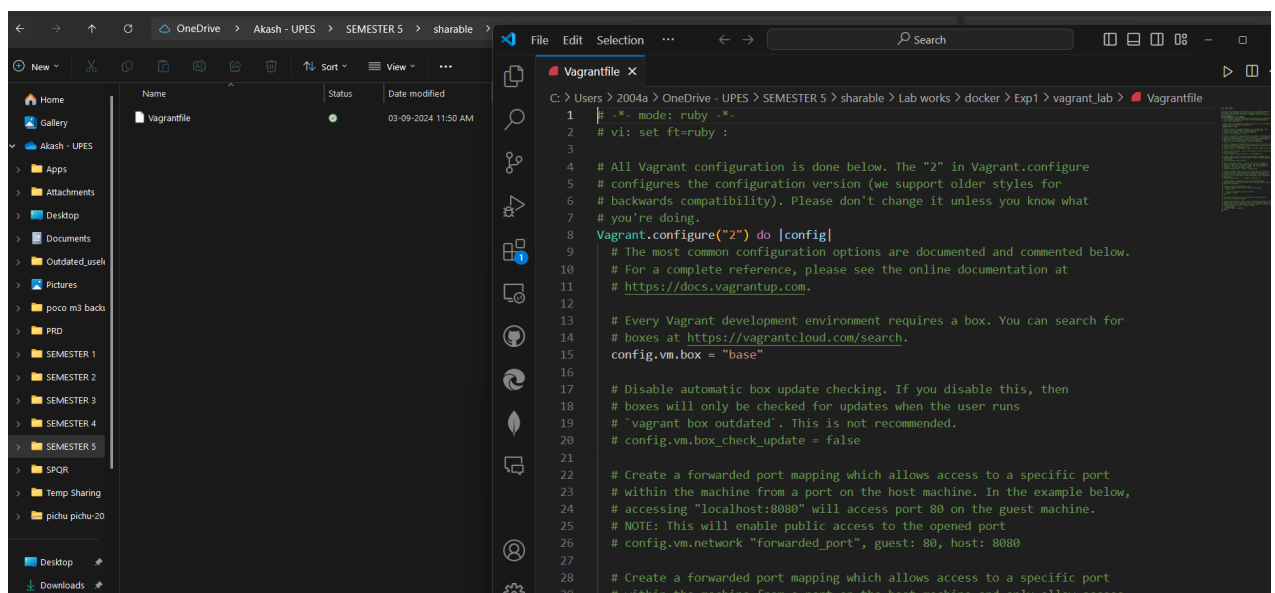 OneDrive > Akash - UPES > SEMESTER 5 > sharable >
New
Sort
View
Name Status Date modified
Vagrantfile 03-09-2024 11:50 AM
Home
Gallery
Akash - UPES
Apps
Attachments
Desktop
Documents
Outdated_usele
Pictures
poco m3 backu
PRD
SEMESTER 1
SEMESTER 2
SEMESTER 3
SEMESTER 4
SEMESTER 5
SPQR
Temp Sharing
pichu pichu-20
Desktop
Downloads
File Edit Selection ··· Search
Vagrantfile
C: > Users > 2004a > OneDrive - UPES > SEMESTER 5 > sharable > Lab works > docker > Exp1 > vagrant_lab > Vagrantfile
1
1 # -*- mode: ruby -*-
2 # vi: set ft=ruby :
3
4 # All Vagrant configuration is done below. The "2" in Vagrant.configure
5 # configures the configuration version (we support older styles for
6 # backwards compatibility). Please don't change it unless you know what
7 # you're doing.
8 Vagrant.configure("2") do |config|
9 # The most common configuration options are documented and commented below.
10 # For a complete reference, please see the online documentation at
11 # https://docs.vagrantup.com.
12
13 # Every Vagrant development environment requires a box. You can search for
14 # boxes at https://vagrantcloud.com/search.
15 config.vm.box = "base"
16
17 # Disable automatic box update checking. If you disable this, then
18 # boxes will only be checked for updates when the user runs
19 # `vagrant box outdated`. This is not recommended.
20 # config.vm.box_check_update = false
21
22 # Create a forwarded port mapping which allows access to a specific port
23 # within the machine from a port on the host machine. In the example below,
24 # accessing "localhost:8080" will access port 80 on the guest machine.
25 # NOTE: This will enable public access to the opened port
26 # config.vm.network "forwarded_port", guest: 80, host: 8080
27
28 # Create a forwarded port mapping which allows access to a specific port